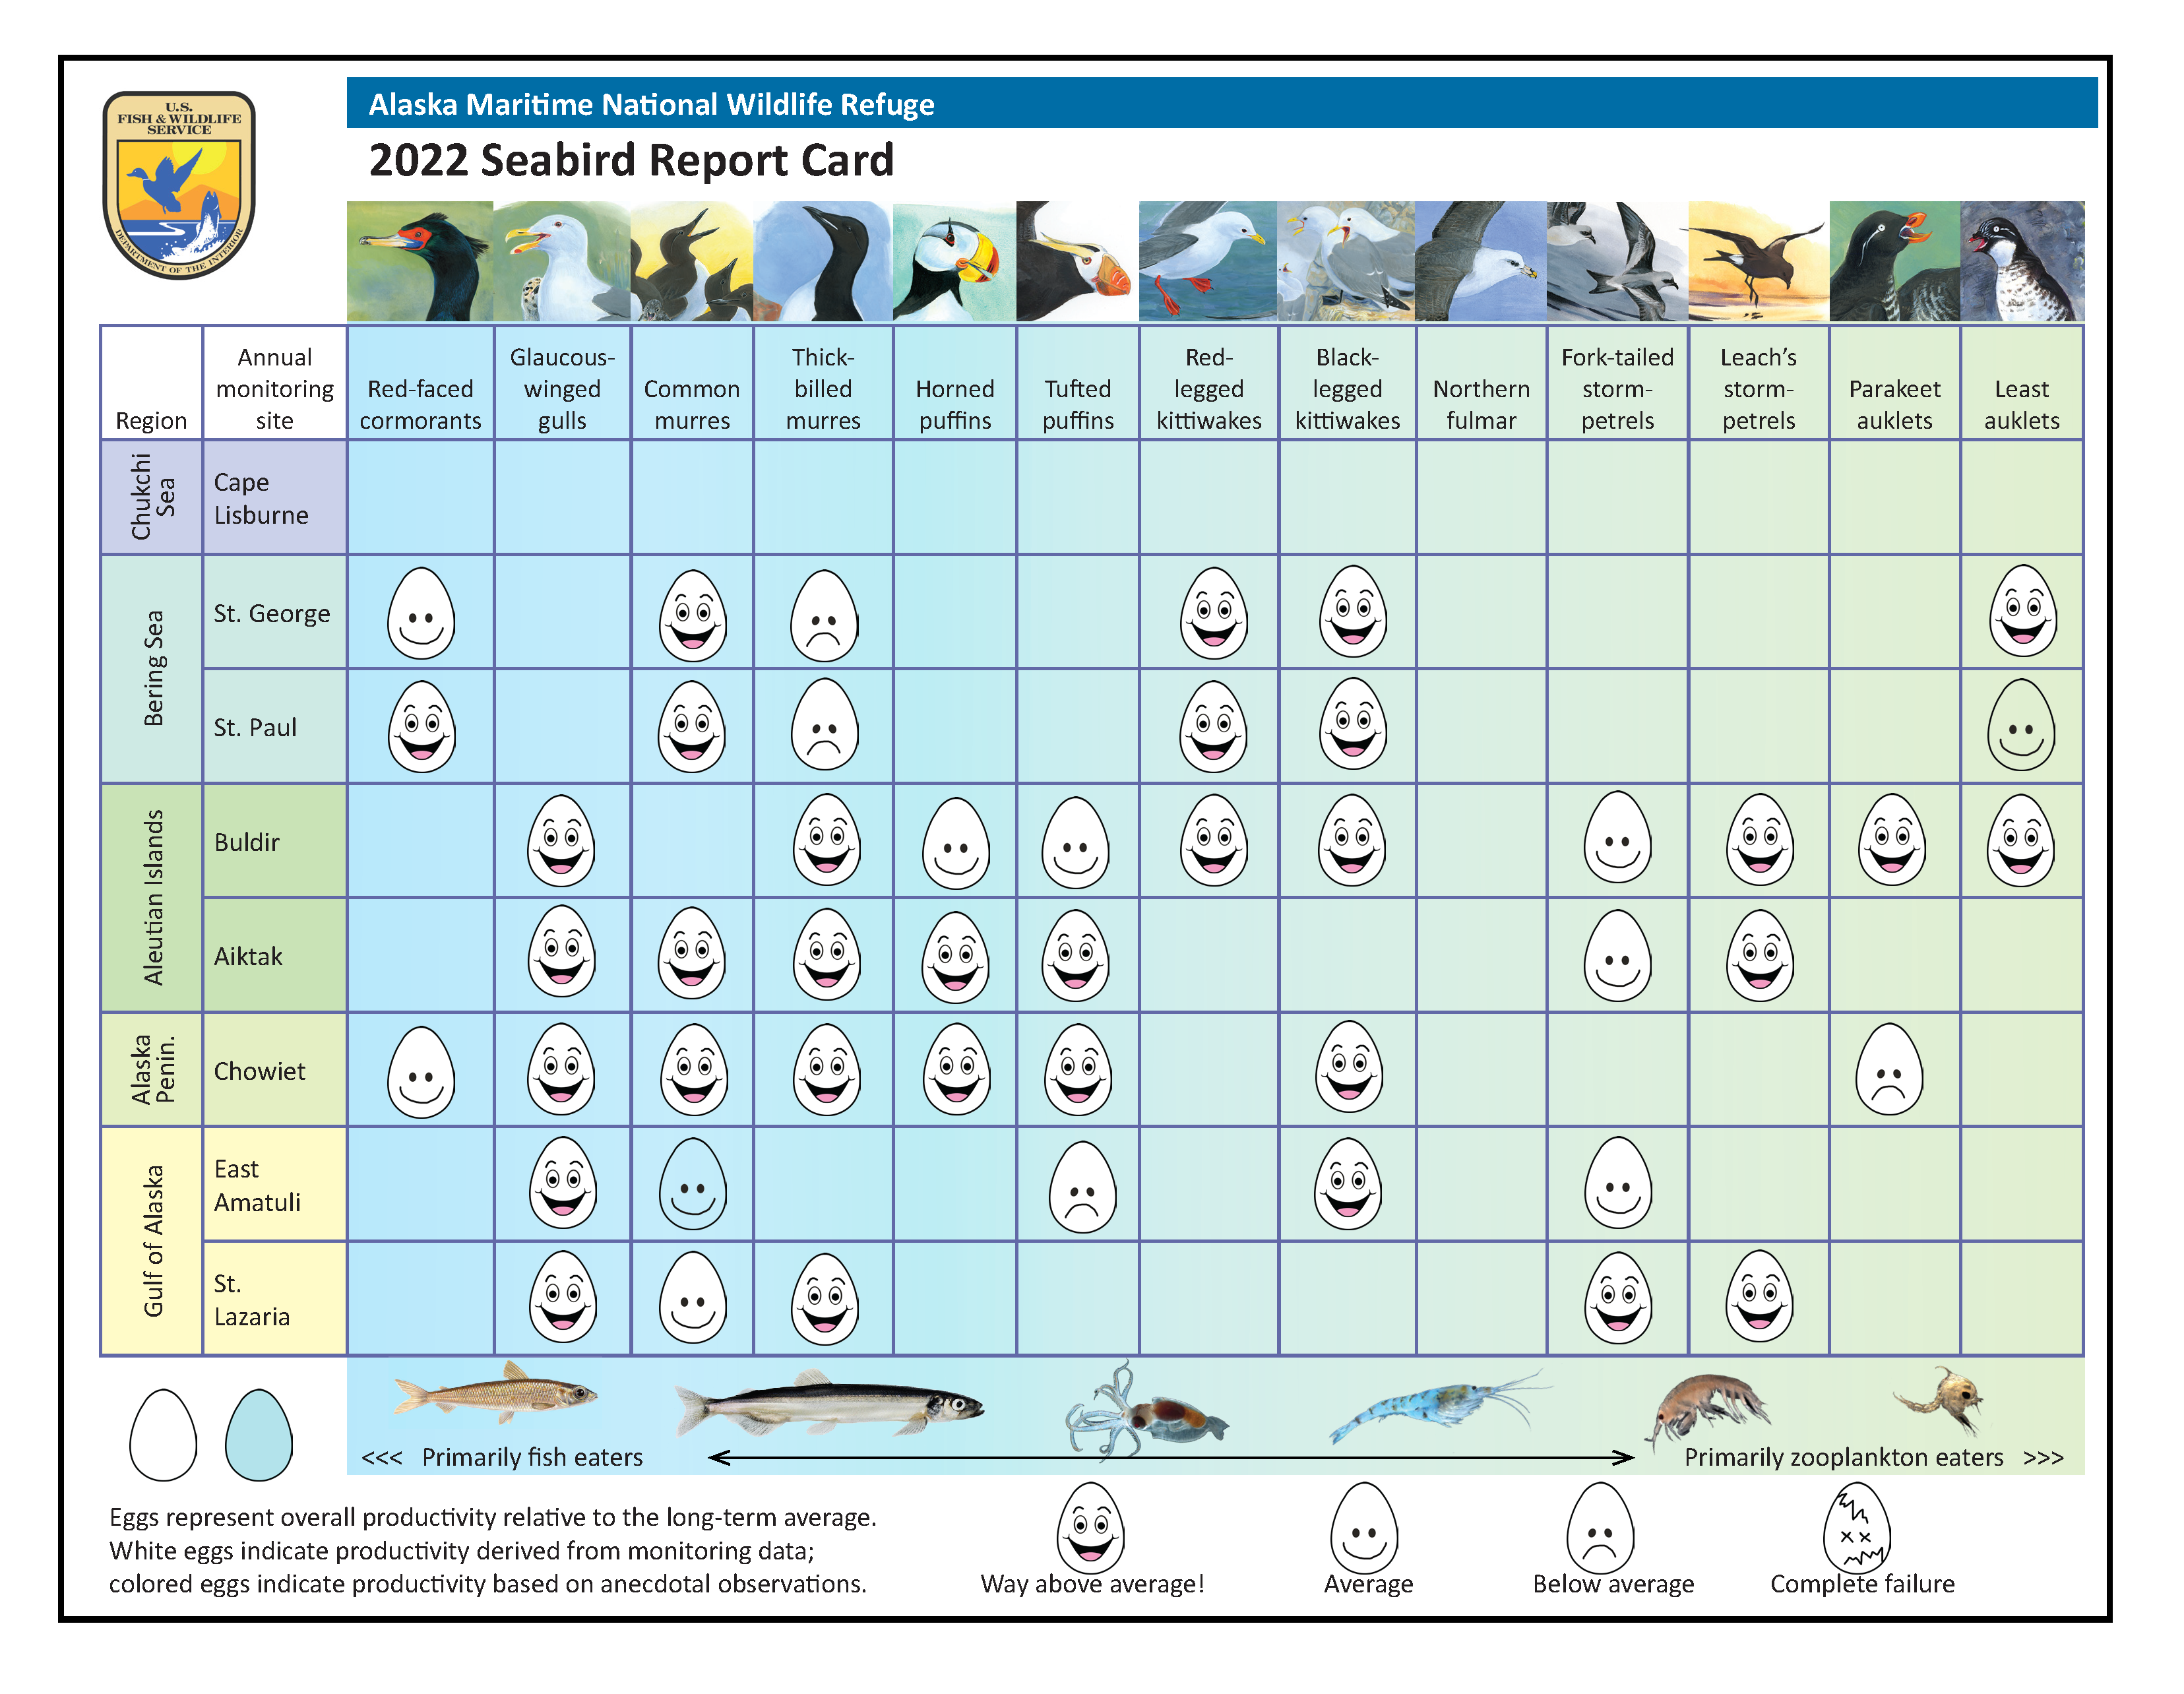 U.S.
FISH & WILDLIFE
SERVICE
DEPARTMENT OF THE INTERIOR
Alaska Maritime National Wildlife Refuge
2022 Seabird Report Card
Region
Annual
monitoring
site
Red-faced
cormorants
Glaucous-
winged
gulls
Common
murres
Thick-
billed
murres
Horned
puffins
Tufted
puffins
Red-
legged
kittiwakes
Black-
legged
kittiwakes
Northern
fulmar
Fork-tailed
storm-
petrels
Leach’s
storm-
petrels
Parakeet
auklets
Least
auklets
Chukchi
Sea
Cape
Lisburne
Bering Sea
St. George
St. Paul
Aleutian Islands
Buldir
Aiktak
Alaska
Penin.
Chowiet
Gulf of Alaska
East
Amatuli
St.
Lazaria
<<< Primarily fish eaters
Primarily zooplankton eaters >>>
Eggs represent overall productivity relative to the long-term average.
White eggs indicate productivity derived from monitoring data;
colored eggs indicate productivity based on anecdotal observations.
Way above average!
Average
Below average
Complete failure